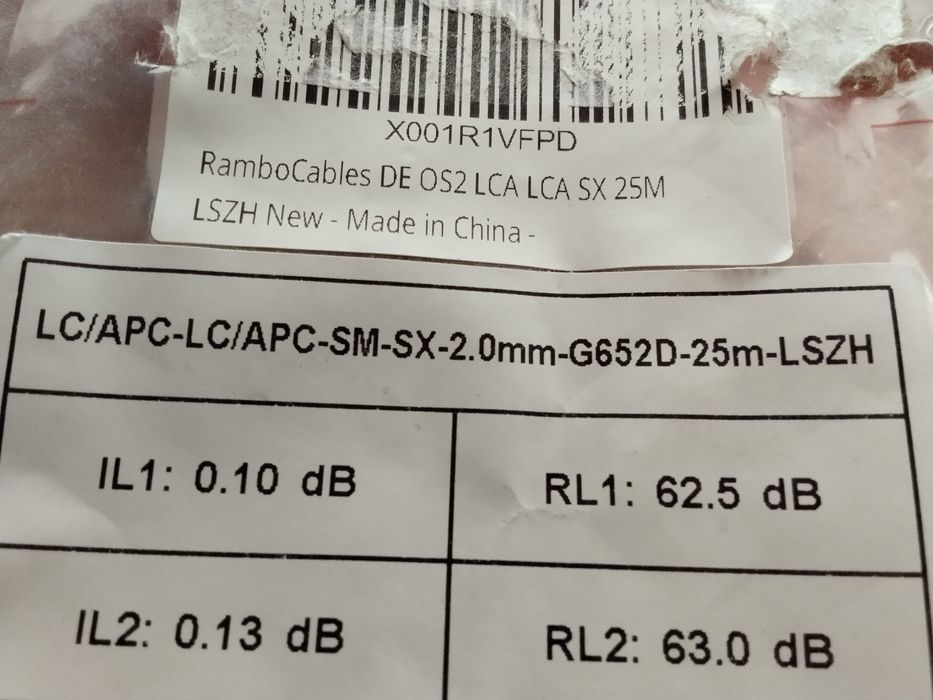 X001R1VFPD
RamboCables DE OS2 LCA LCA SX 25M
LSZH New - Made in China -
LC/APC-LC/APC-SM-SX-2.0mm-G652D-25m-LSZH
IL1: 0.10 dB
RL1: 62.5 dB
IL2: 0.13 dB
RL2: 63.0 dB